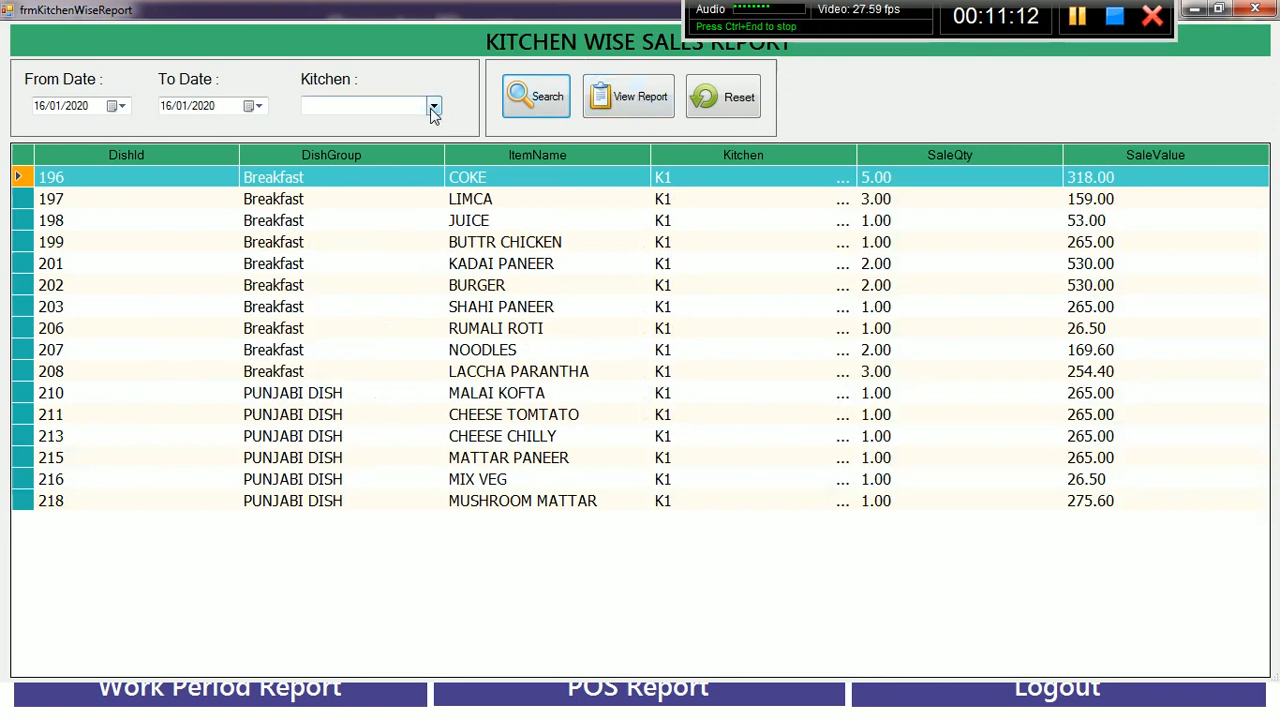 frmKitchenWiseReport
Audio
Video: 27.59 fps
Press Ctrl+End to stop
00:11:12
KITCHEN WISE SALES REPORT
From Date :
To Date :
Kitchen :
16/01/2020
16/01/2020
Search
View Report
Reset
DishId DishGroup ItemName Kitchen SaleQty SaleValue
196 Breakfast COKE K1 ... 5.00 318.00
197 Breakfast LIMCA K1 ... 3.00 159.00
198 Breakfast JUICE K1 ... 1.00 53.00
199 Breakfast BUTTR CHICKEN K1 ... 1.00 265.00
201 Breakfast KADAI PANEER K1 ... 2.00 530.00
202 Breakfast BURGER K1 ... 2.00 530.00
203 Breakfast SHAHI PANEER K1 ... 1.00 265.00
206 Breakfast RUMALI ROTI K1 ... 1.00 26.50
207 Breakfast NOODLES K1 ... 2.00 169.60
208 Breakfast LACCHA PARANTHA K1 ... 3.00 254.40
210 PUNJABI DISH MALAI KOFTA K1 ... 1.00 265.00
211 PUNJABI DISH CHEESE TOMTATO K1 ... 1.00 265.00
213 PUNJABI DISH CHEESE CHILLY K1 ... 1.00 265.00
215 PUNJABI DISH MATTAR PANEER K1 ... 1.00 265.00
216 PUNJABI DISH MIX VEG K1 ... 1.00 26.50
218 PUNJABI DISH MUSHROOM MATTAR K1 ... 1.00 275.60
Work Period Report
POS Report
Logout